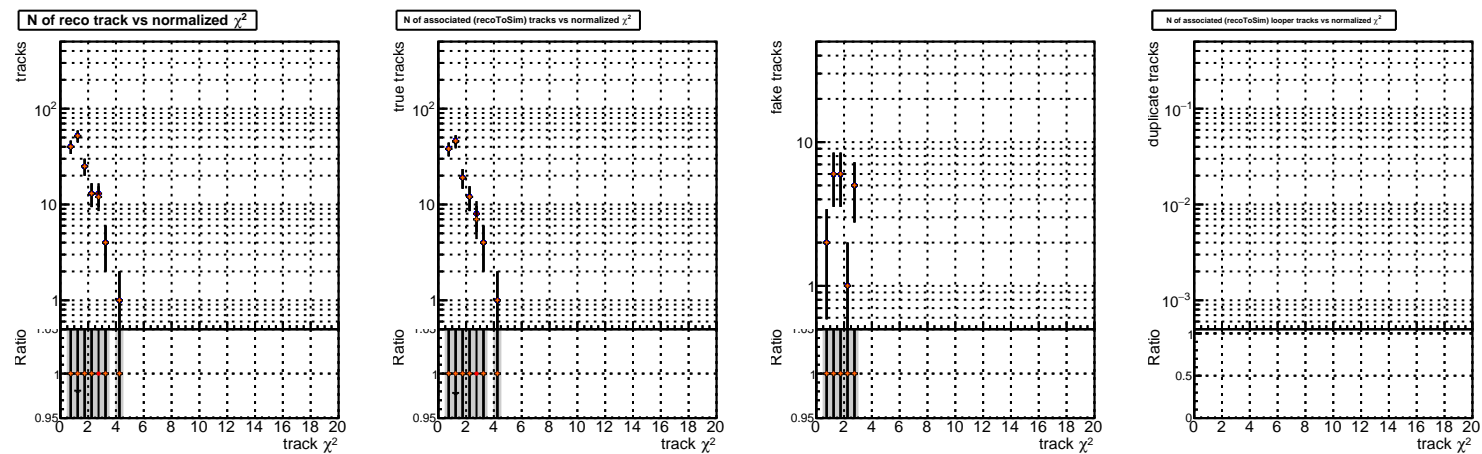 N of reco track vs normalized χ²
tracks
10²
10
1
Ratio
1.05
1
0.95
0 2 4 6 8 10 12 14 16 18 20
track χ²
N of associated (recoToSim) tracks vs normalized χ²
true tracks
10²
10
1
Ratio
1.05
1
0.95
0 2 4 6 8 10 12 14 16 18 20
track χ²
fake tracks
10
1
Ratio
1.05
1
0.95
0 2 4 6 8 10 12 14 16 18 20
track χ²
N of associated (recoToSim) looper tracks vs normalized χ²
duplicate tracks
10⁻¹
10⁻²
10⁻³
Ratio
1
0.5
0
0 2 4 6 8 10 12 14 16 18 20
track χ²